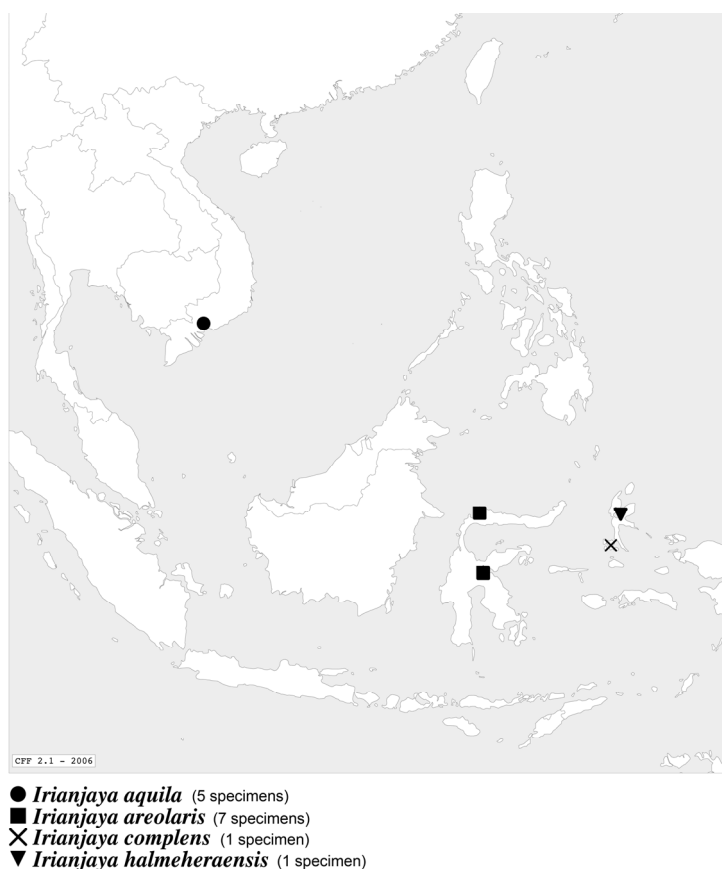 CFF 2.1 - 2006
Irianjaya aquila (5 specimens)
Irianjaya areolaris (7 specimens)
Irianjaya complens (1 specimen)
Irianjaya halmeheraensis (1 specimen)